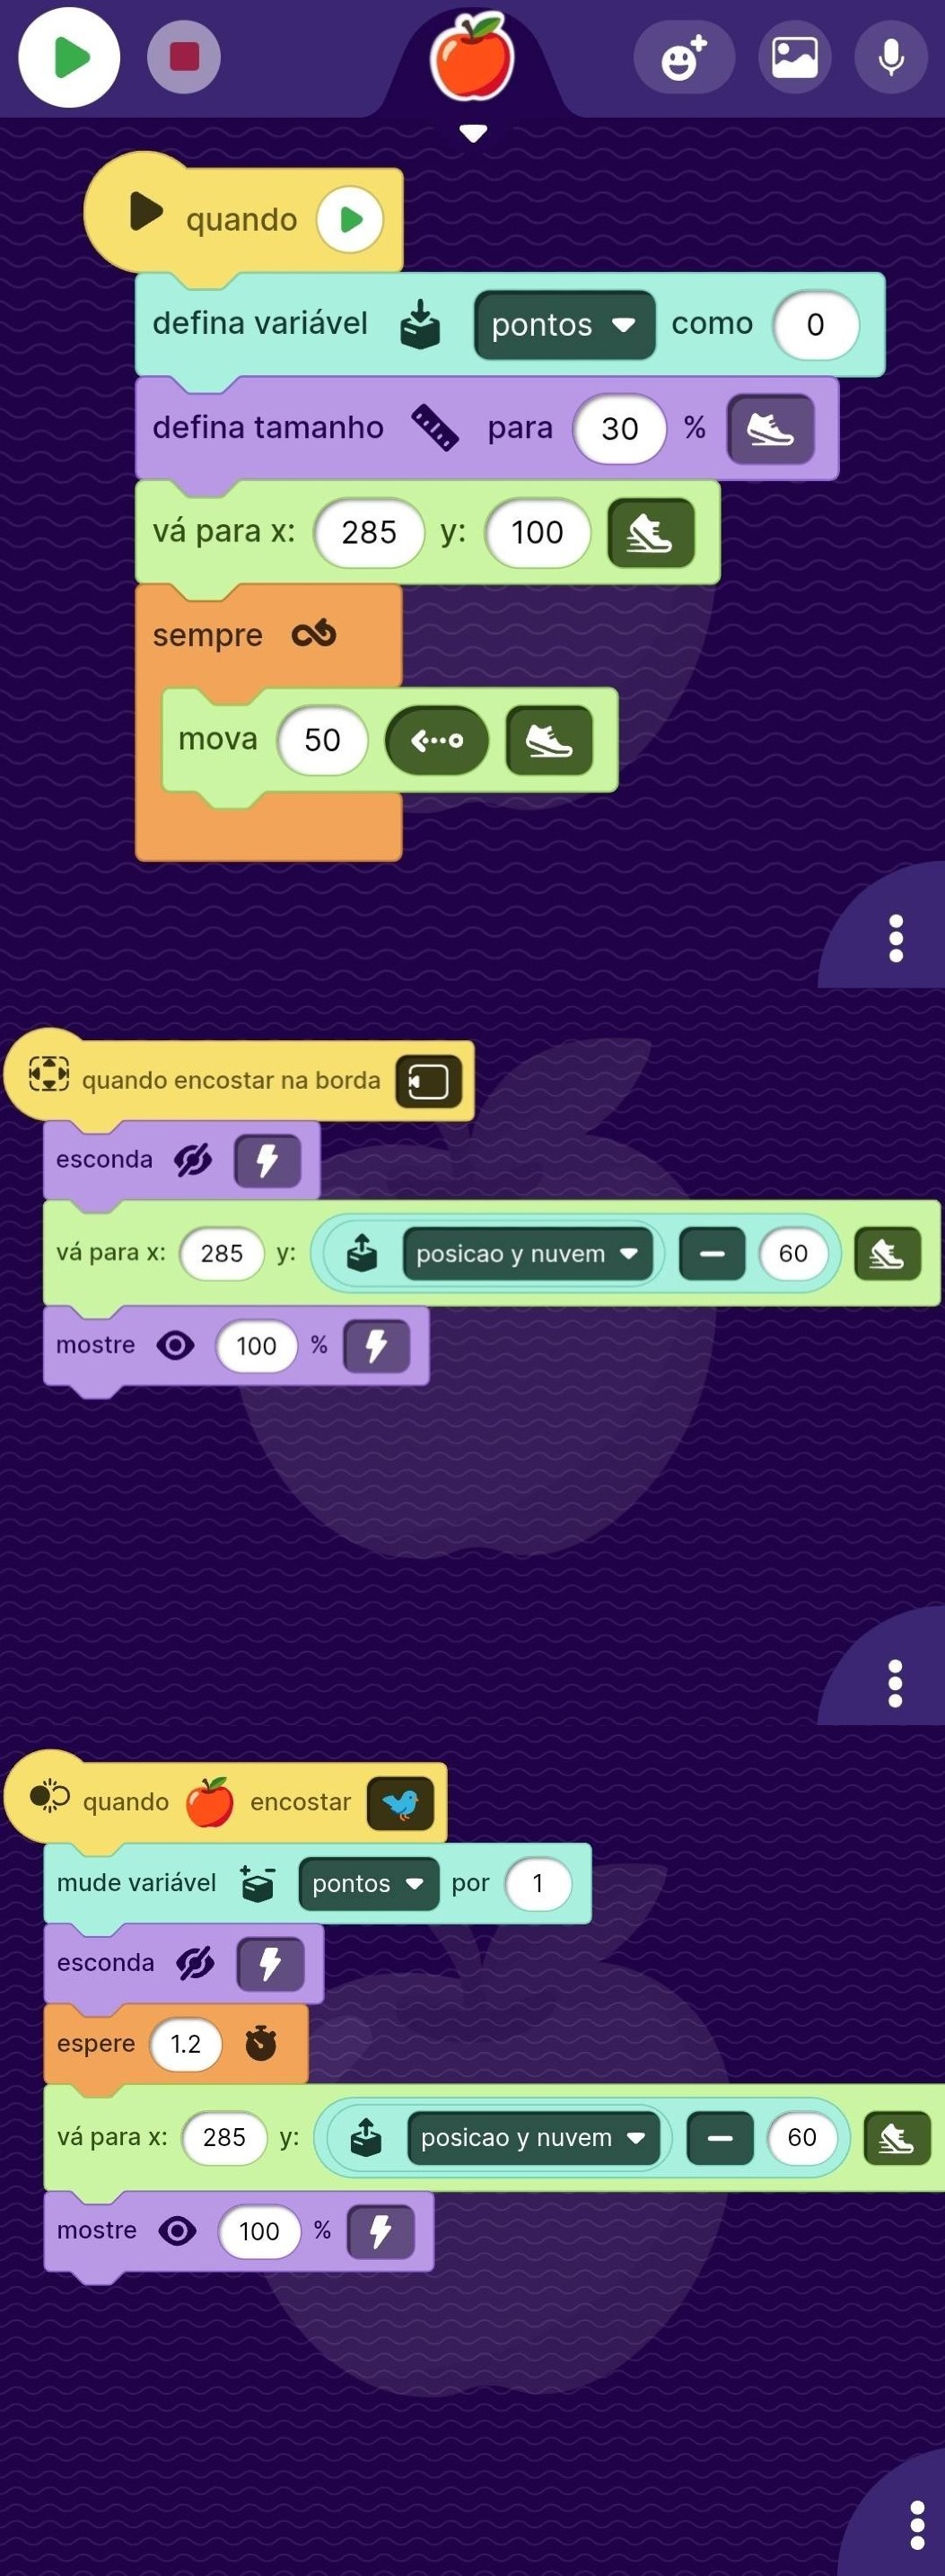 quando
defina variável pontos como 0
defina tamanho para 30 %
vá para x: 285 y: 100
sempre
mova 50
quando encostar na borda
esconda
vá para x: 285 y: posicao y nuvem − 60
mostre 100 %
quando encostar
mude variável pontos por 1
esconda
espere 1.2
vá para x: 285 y: posicao y nuvem − 60
mostre 100 %